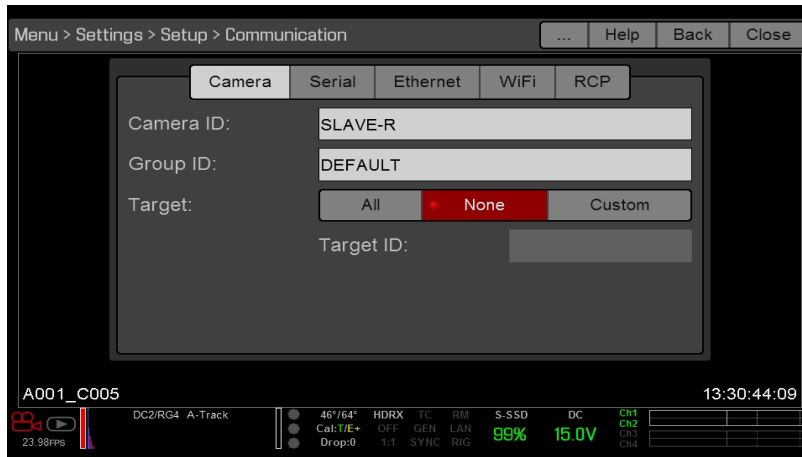 Menu > Settings > Setup > Communication ... Help Back Close
Camera Serial Ethernet WiFi RCP
Camera ID: SLAVE-R
Group ID: DEFAULT
Target: All None Custom
Target ID:
A001_C005 13:30:44:09
DC2/RG4 A-Track 46°/64° HDRX TC RM S-SSD DC Ch1
Ch2
Cal:T/E+ OFF GEN LAN 99% 15.0V Ch3
23.98FPS Drop:0 1:1 SYNC RIG Ch4